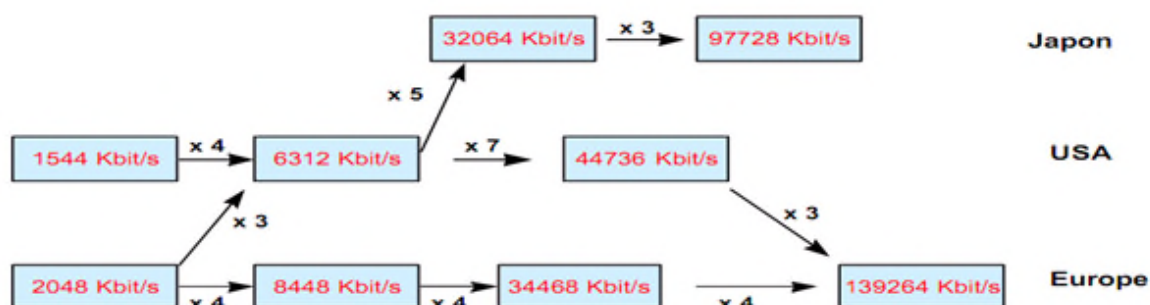 32064 Kbit/s x 3 97728 Kbit/s Japon
x 5
1544 Kbit/s x 4 6312 Kbit/s x 7 44736 Kbit/s USA
x 3 x 3
2048 Kbit/s x 4 8448 Kbit/s x 4 34468 Kbit/s x 4 139264 Kbit/s Europe